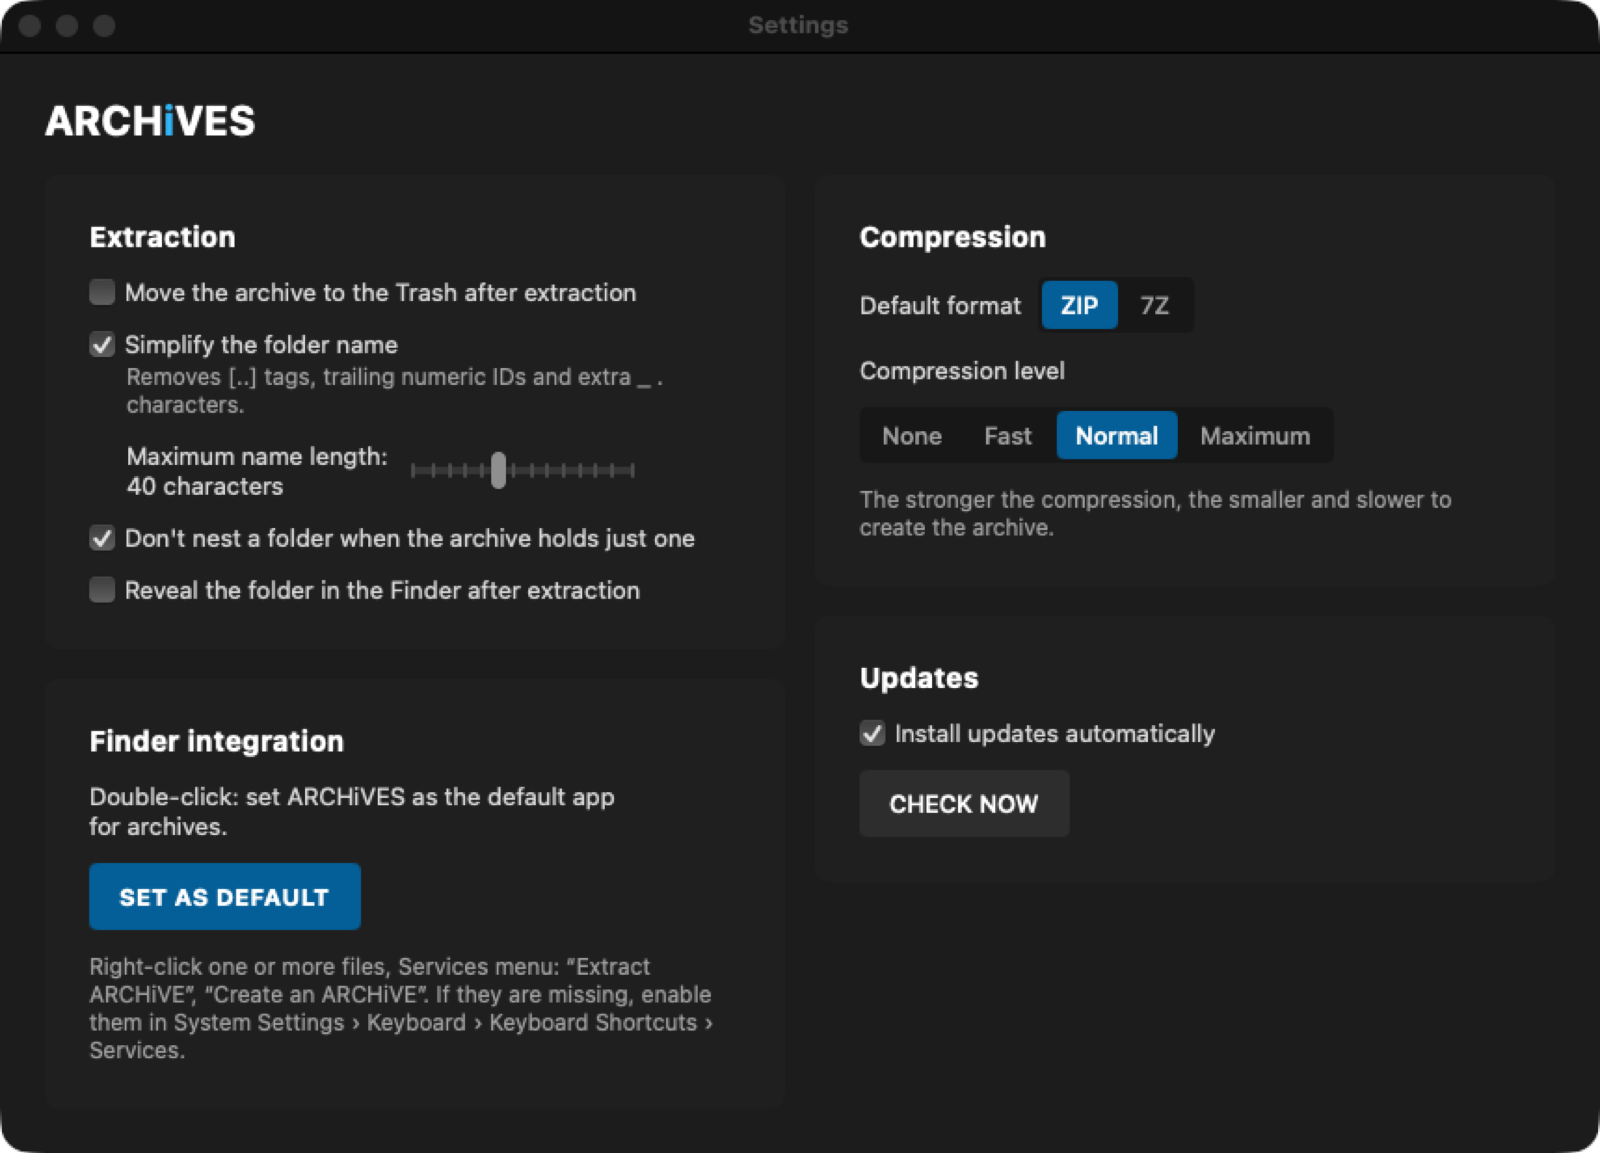 Settings
ARCHiVES
Extraction
Move the archive to the Trash after extraction
Simplify the folder name
Removes [..] tags, trailing numeric IDs and extra _ .
characters.
Maximum name length:
40 characters
Don't nest a folder when the archive holds just one
Reveal the folder in the Finder after extraction
Finder integration
Double-click: set ARCHiVES as the default app
for archives.
SET AS DEFAULT
Right-click one or more files, Services menu: “Extract
ARCHiVE”, “Create an ARCHiVE”. If they are missing, enable
them in System Settings › Keyboard › Keyboard Shortcuts ›
Services.
Compression
Default format ZIP 7Z
Compression level
None Fast Normal Maximum
The stronger the compression, the smaller and slower to
create the archive.
Updates
Install updates automatically
CHECK NOW